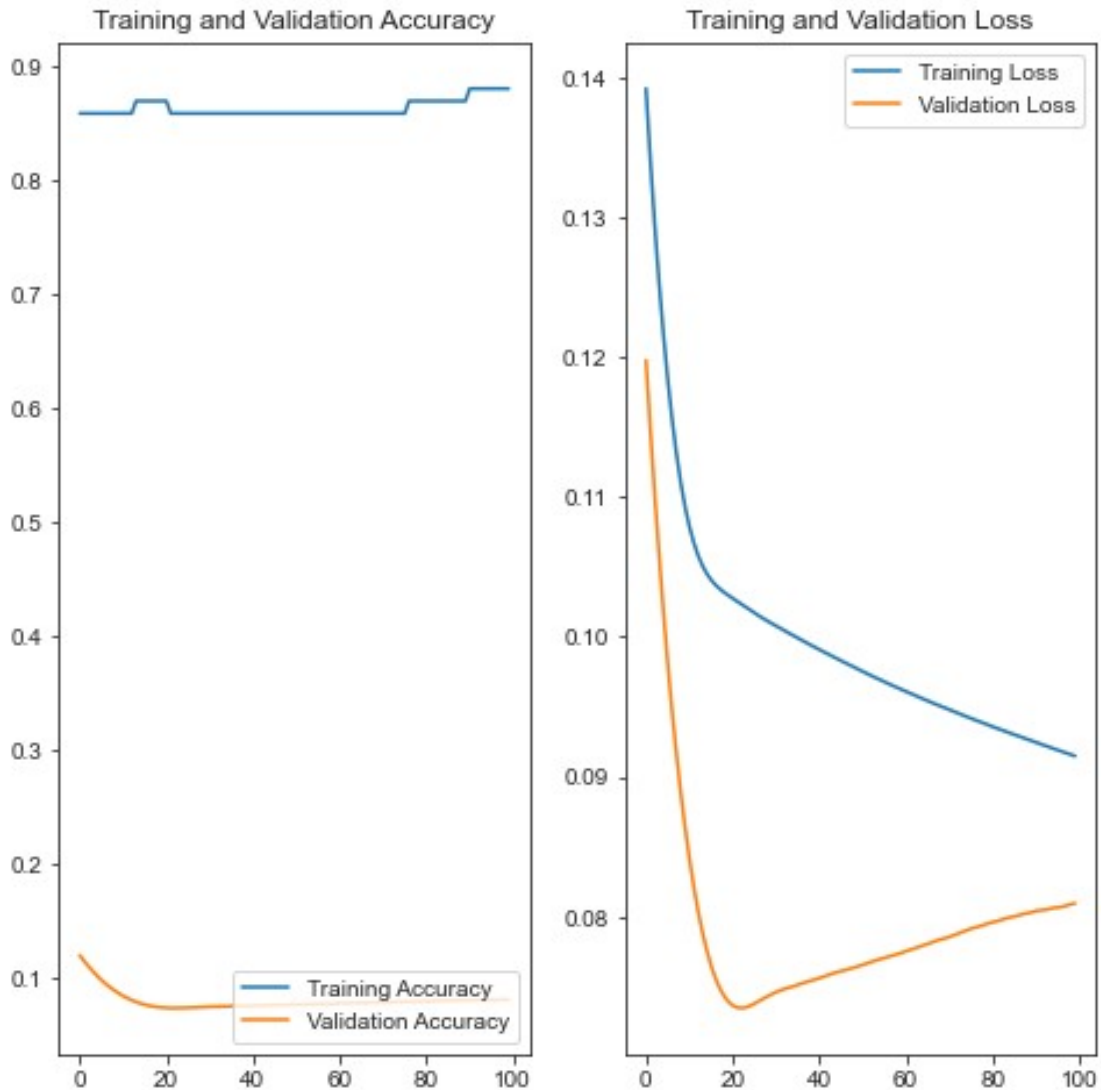 Training and Validation Accuracy
0.9
0.8
0.7
0.6
0.5
0.4
0.3
0.2
0.1
Training Accuracy
Validation Accuracy
0 20 40 60 80 100
Training and Validation Loss
Training Loss
Validation Loss
0.14
0.13
0.12
0.11
0.10
0.09
0.08
0 20 40 60 80 100